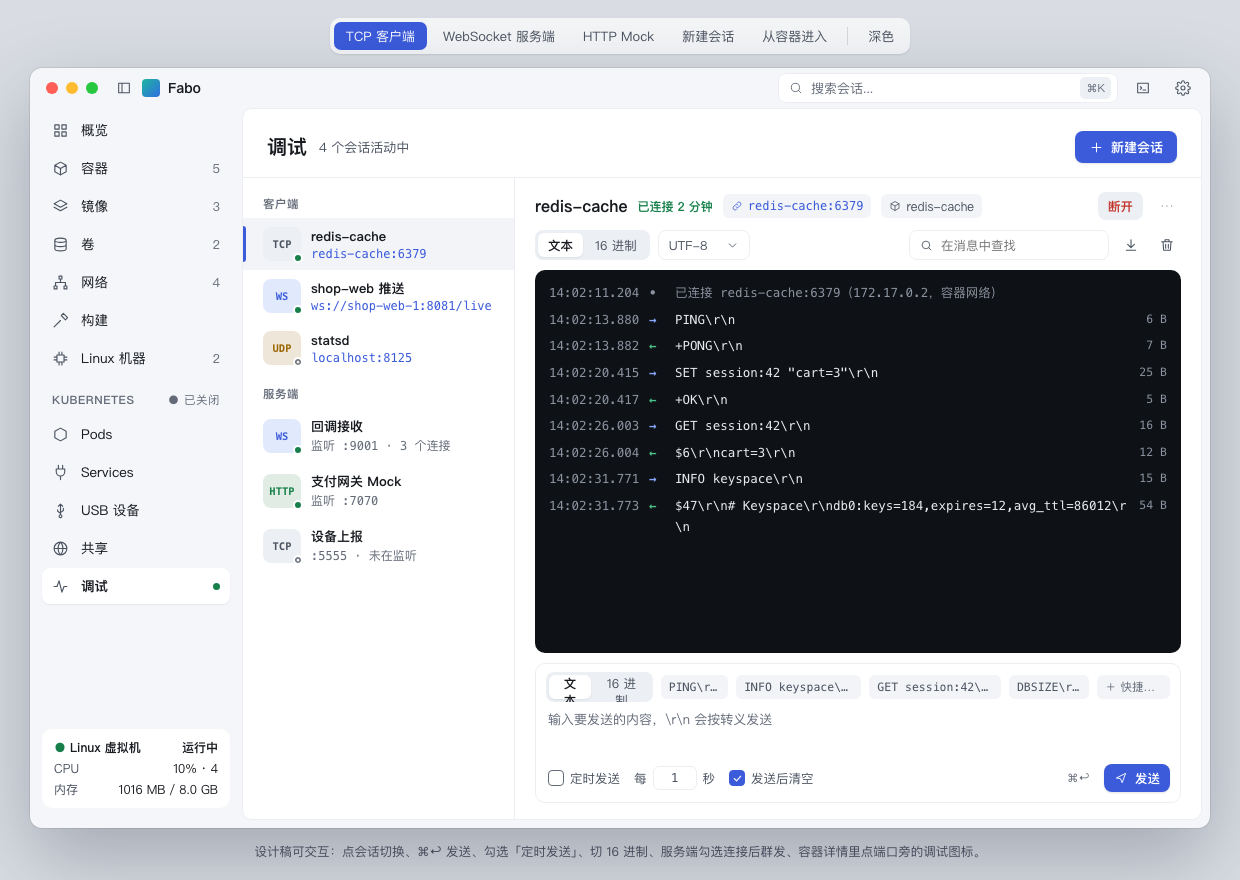 TCP 客户端 WebSocket 服务端 HTTP Mock 新建会话 从容器进入 深色
Fabo
搜索会话... ⌘K
概览
容器 5
镜像 3
卷 2
网络 4
构建
Linux 机器 2
KUBERNETES 已关闭
Pods
Services
USB 设备
共享
调试
Linux 虚拟机 运行中
CPU 10% · 4
内存 1016 MB / 8.0 GB
调试 4 个会话活动中
+ 新建会话
客户端
TCP redis-cache
redis-cache:6379
WS shop-web 推送
ws://shop-web-1:8081/live
UDP statsd
localhost:8125
服务端
WS 回调接收
监听 :9001 · 3 个连接
HTTP 支付网关 Mock
监听 :7070
TCP 设备上报
:5555 · 未在监听
redis-cache 已连接 2 分钟 redis-cache:6379 redis-cache 断开 ···
文本 16 进制 UTF-8 在消息中查找
14:02:11.204 • 已连接 redis-cache:6379 (172.17.0.2, 容器网络)
14:02:13.880 → PING\r\n 6 B
14:02:13.882 ← +PONG\r\n 7 B
14:02:20.415 → SET session:42 "cart=3"\r\n 25 B
14:02:20.417 ← +OK\r\n 5 B
14:02:26.003 → GET session:42\r\n 16 B
14:02:26.004 ← $6\r\ncart=3\r\n 12 B
14:02:31.771 → INFO keyspace\r\n 15 B
14:02:31.773 ← $47\r\n# Keyspace\r\ndb0:keys=184,expires=12,avg_ttl=86012\r 54 B
\n
文本 16 进制 PING\r… INFO keyspace\… GET session:42\… DBSIZE\r… + 快捷…
输入要发送的内容，\r\n 会按转义发送
定时发送 每 1 秒 发送后清空 ⌘↩ 发送
设计稿可交互：点会话切换、⌘↩ 发送、勾选「定时发送」、切 16 进制、服务端勾选连接后群发、容器详情里点端口旁的调试图标。